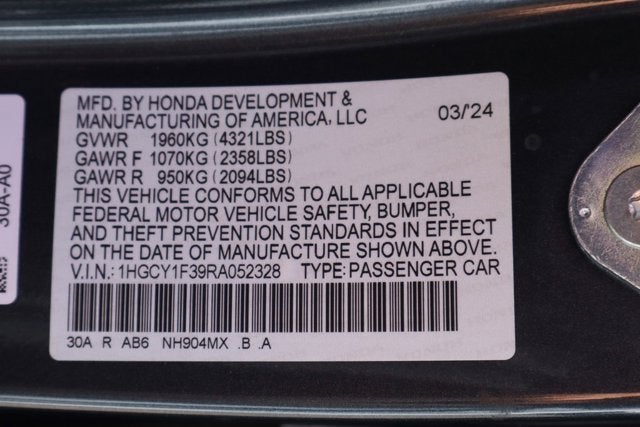 MFD. BY HONDA DEVELOPMENT &
MANUFACTURING OF AMERICA, LLC 03/24
GVWR 1960KG (4321LBS)
GAWR F 1070KG (2358LBS)
GAWR R 950KG (2094LBS)
THIS VEHICLE CONFORMS TO ALL APPLICABLE
FEDERAL MOTOR VEHICLE SAFETY, BUMPER,
AND THEFT PREVENTION STANDARDS IN EFFECT
ON THE DATE OF MANUFACTURE SHOWN ABOVE.
V.I.N.: 1HGCY1F39RA052328 TYPE: PASSENGER CAR
30A R AB6 NH904MX .B .A
30A-A0